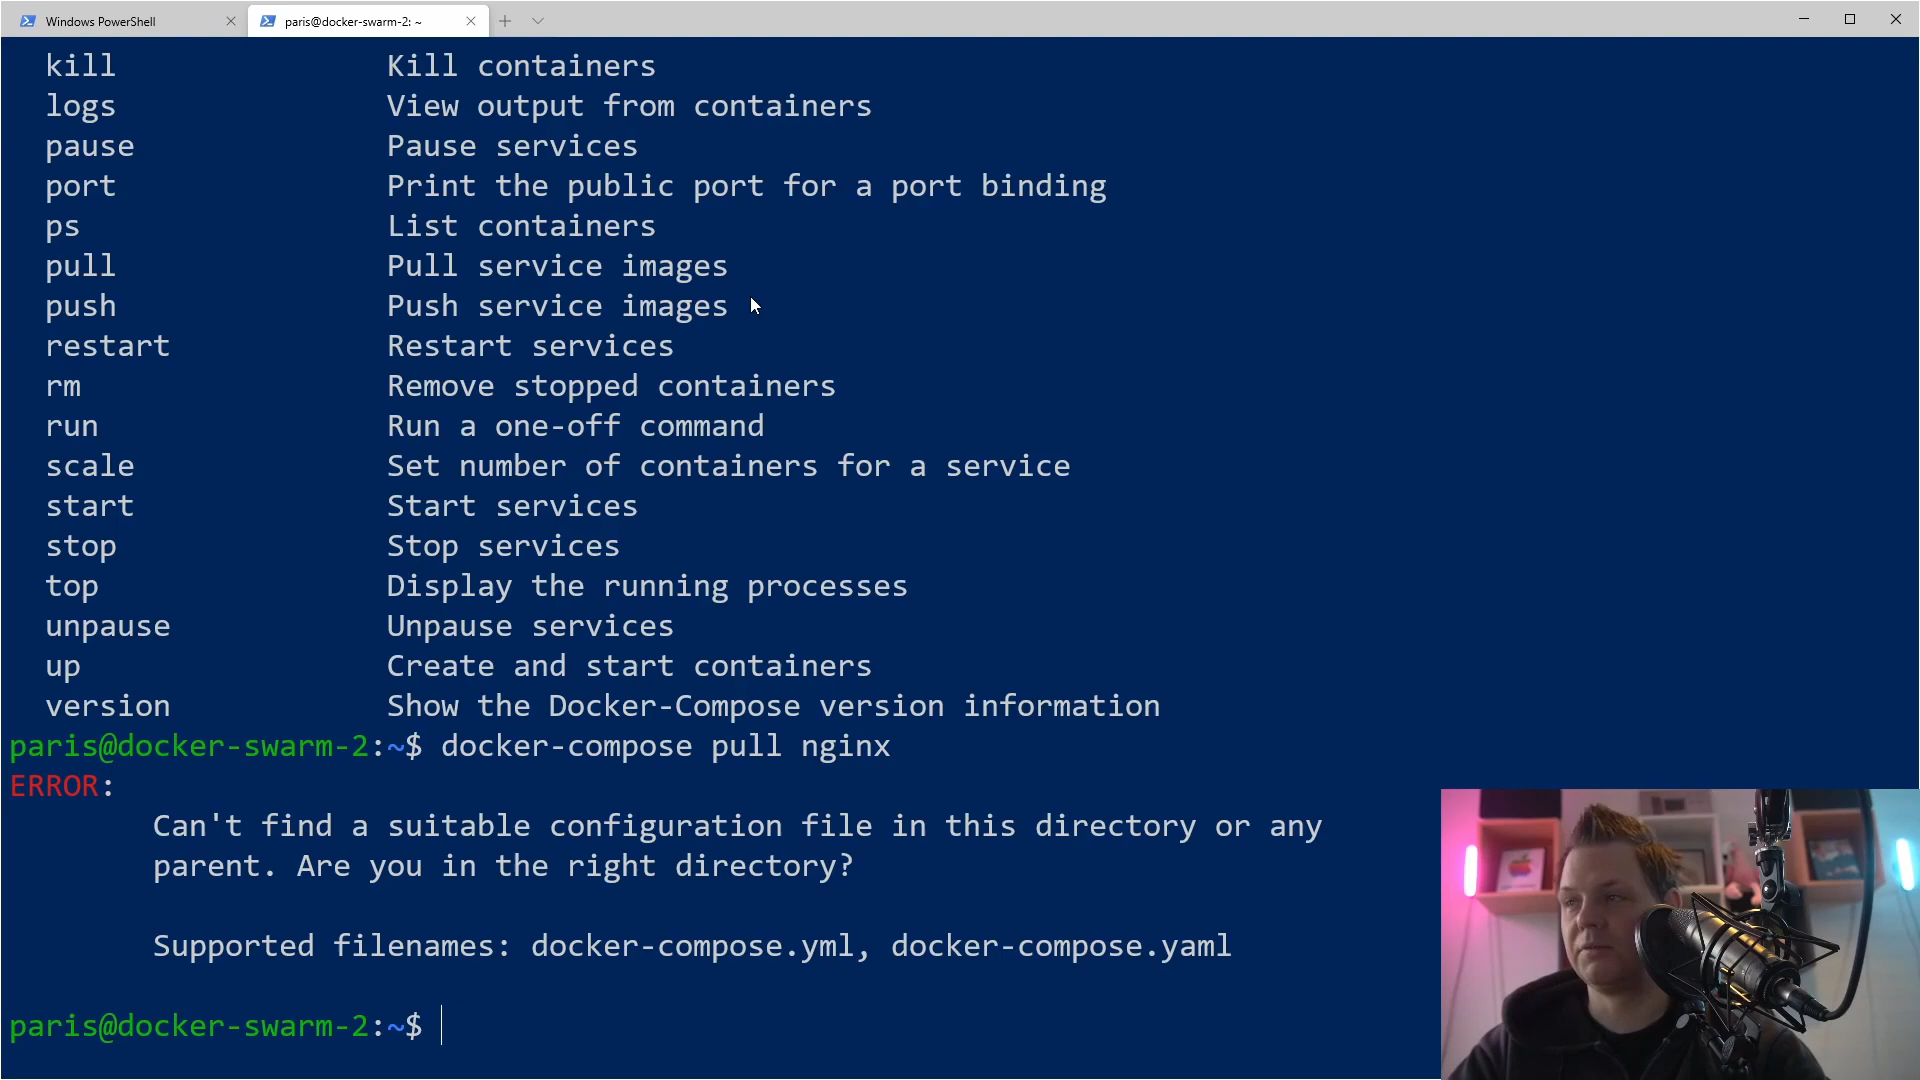 Windows PowerShell
paris@docker-swarm-2: ~
kill Kill containers
logs View output from containers
pause Pause services
port Print the public port for a port binding
ps List containers
pull Pull service images
push Push service images
restart Restart services
rm Remove stopped containers
run Run a one-off command
scale Set number of containers for a service
start Start services
stop Stop services
top Display the running processes
unpause Unpause services
up Create and start containers
version Show the Docker-Compose version information
paris@docker-swarm-2:~$ docker-compose pull nginx
ERROR:
Can't find a suitable configuration file in this directory or any
parent. Are you in the right directory?
Supported filenames: docker-compose.yml, docker-compose.yaml
paris@docker-swarm-2:~$